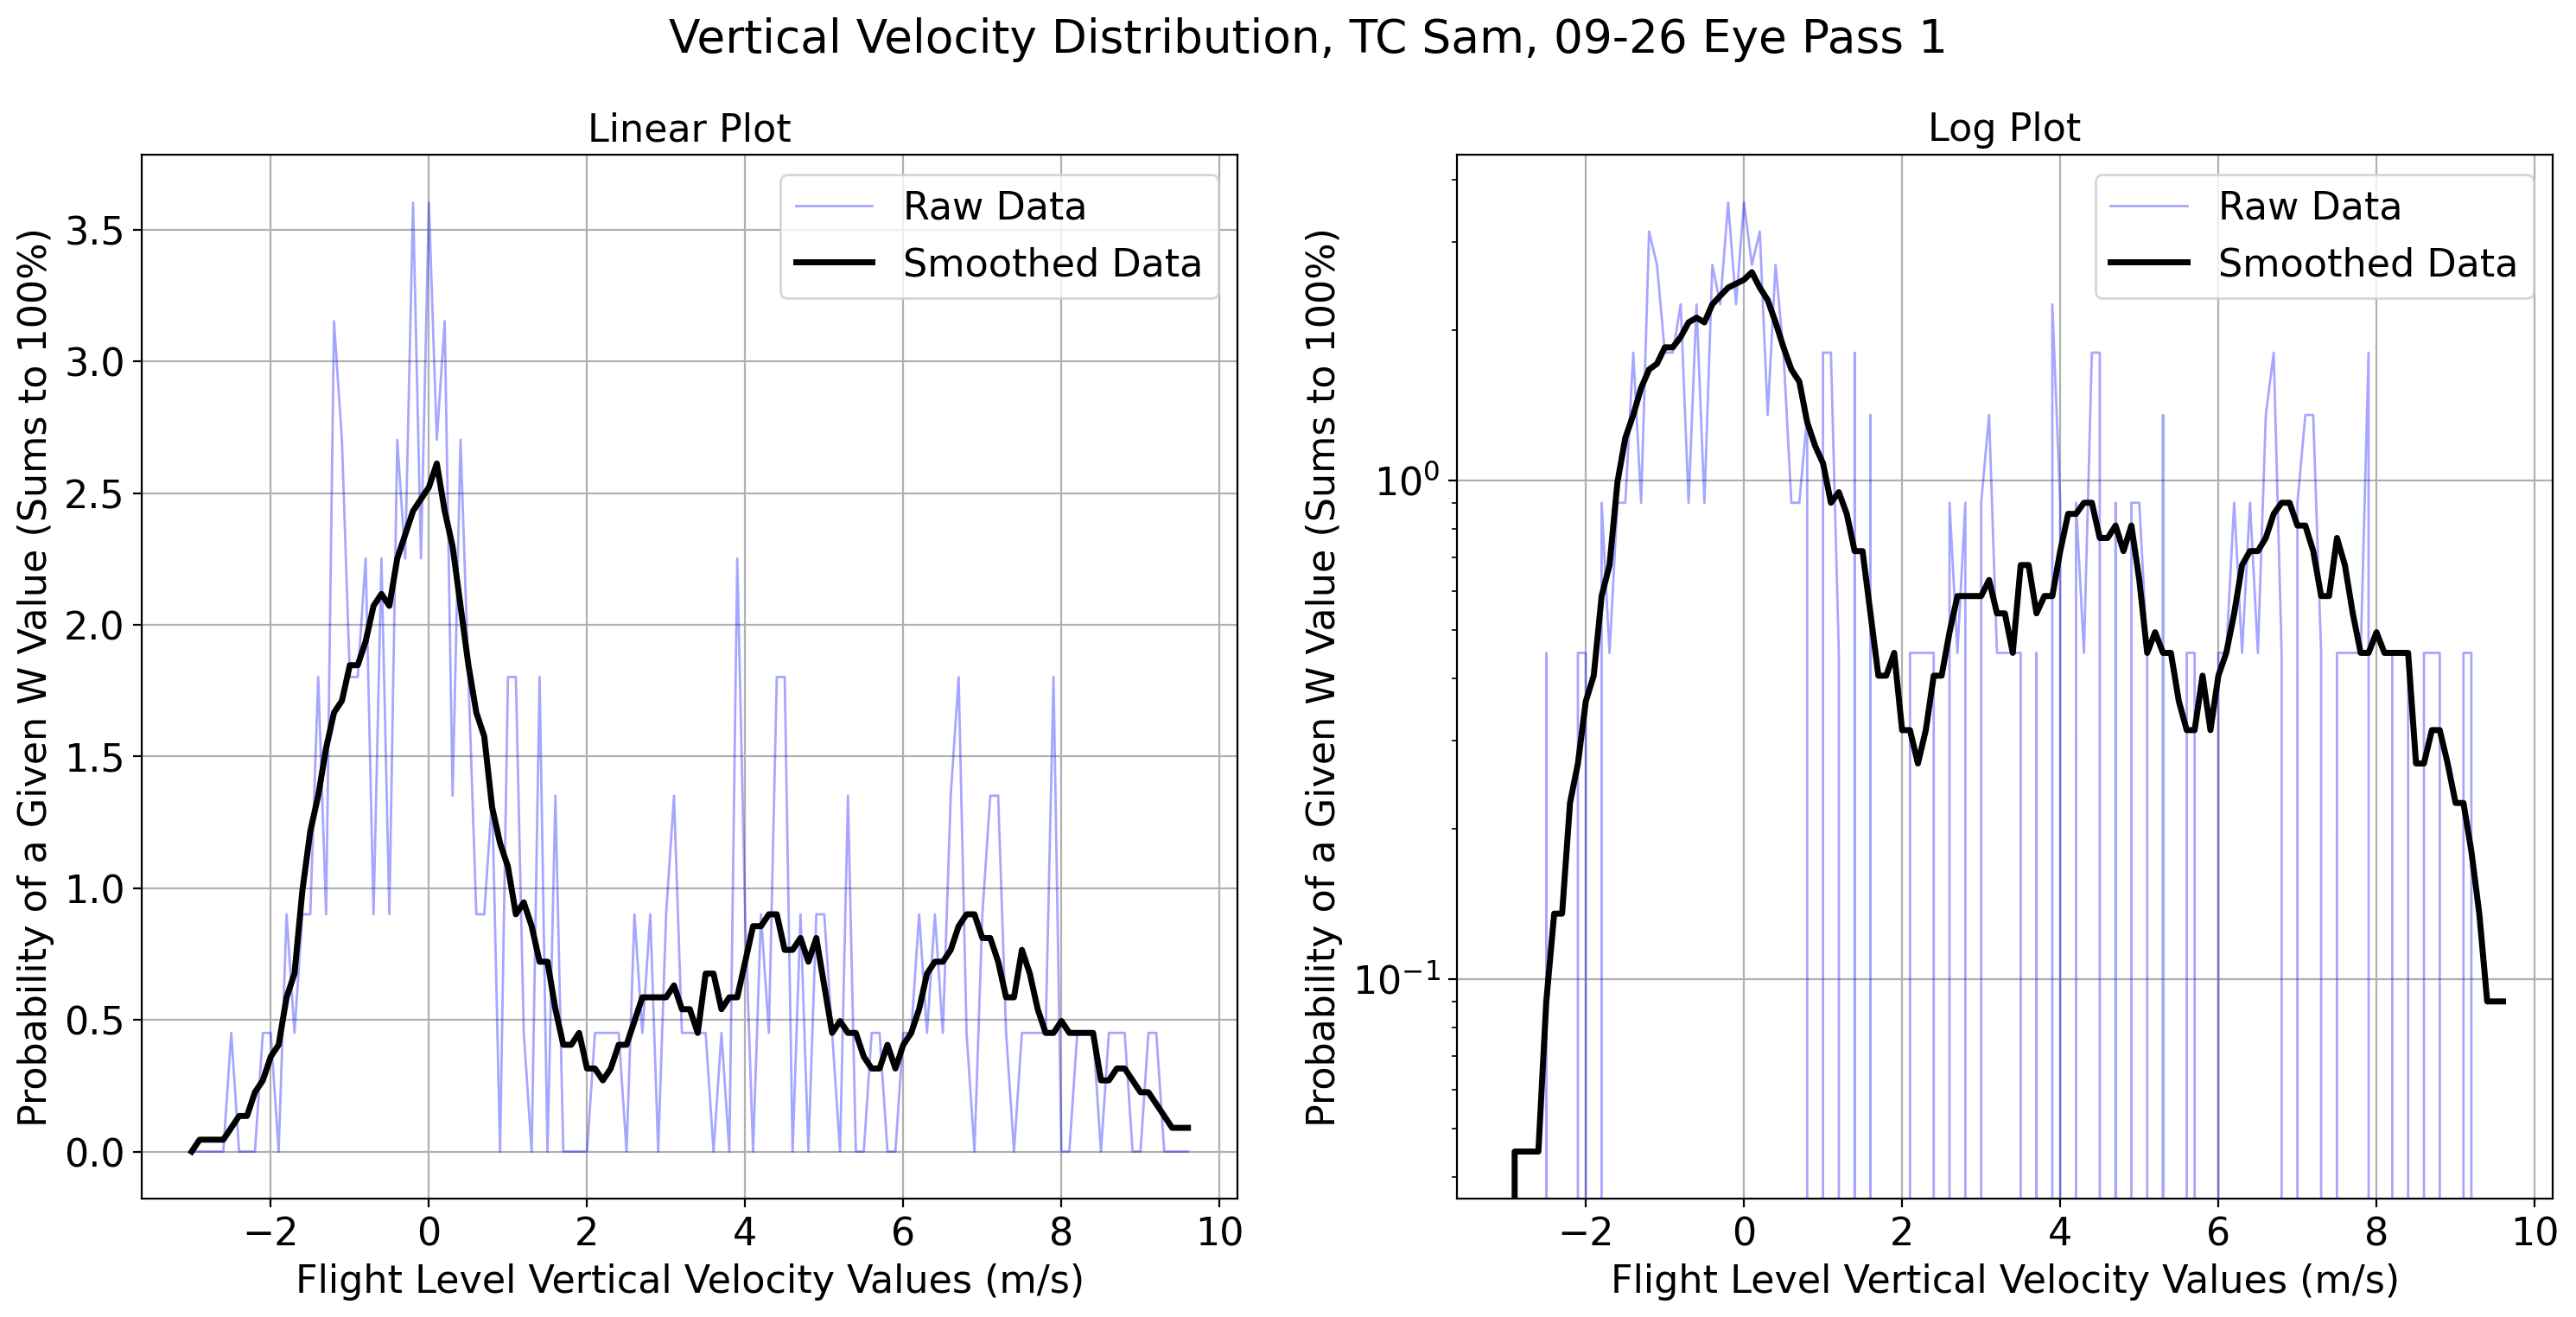 Vertical Velocity Distribution, TC Sam, 09-26 Eye Pass 1
Linear Plot
Raw Data
Smoothed Data
Probability of a Given W Value (Sums to 100%)
3.5
3.0
2.5
2.0
1.5
1.0
0.5
0.0
−2 0 2 4 6 8 10
Flight Level Vertical Velocity Values (m/s)
Log Plot
Raw Data
Smoothed Data
Probability of a Given W Value (Sums to 100%)
10⁰
10⁻¹
−2 0 2 4 6 8 10
Flight Level Vertical Velocity Values (m/s)